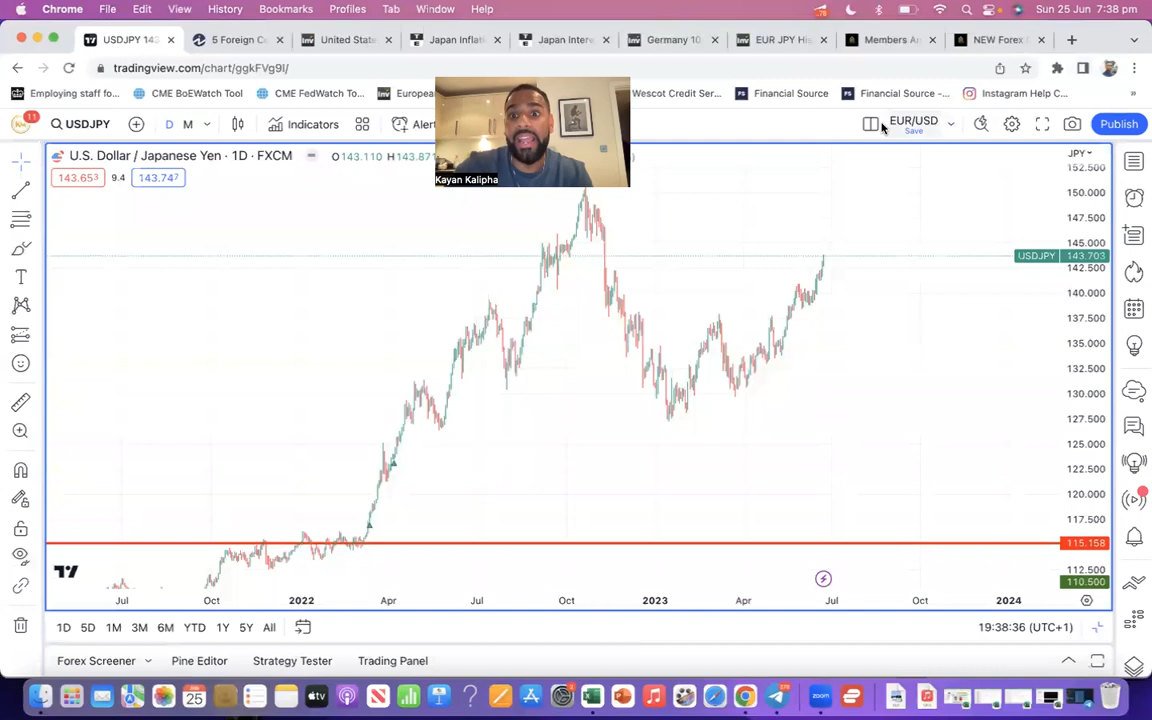 Chrome File Edit View History Bookmarks Profiles Tab Window Help Sun 25 Jun 7:38 pm
USDJPY 143 5 Foreign Cu United State Japan Inflati Japan Inter Germany 10 EUR JPY His Members Ar NEW Forex
tradingview.com/chart/ggkFVg9I/
Employing staff fo... CME BoEWatch Tool CME FedWatch To... European Wescot Credit Ser... Financial Source Financial Source -... Instagram Help C...
11 USDJPY D M Indicators Alert EUR/USD Save Publish
U.S. Dollar / Japanese Yen · 1D · FXCM O143.110 H143.871
143.653 9.4 143.747
Kayan Kalipha
JPY
152.500
150.000
147.500
145.000
USDJPY 143.703
142.500
140.000
137.500
135.000
132.500
130.000
127.500
125.000
122.500
120.000
117.500
115.158
112.500
110.500
Jul Oct 2022 Apr Jul Oct 2023 Apr Jul Oct 2024
1D 5D 1M 3M 6M YTD 1Y 5Y All 19:38:36 (UTC+1)
Forex Screener Pine Editor Strategy Tester Trading Panel